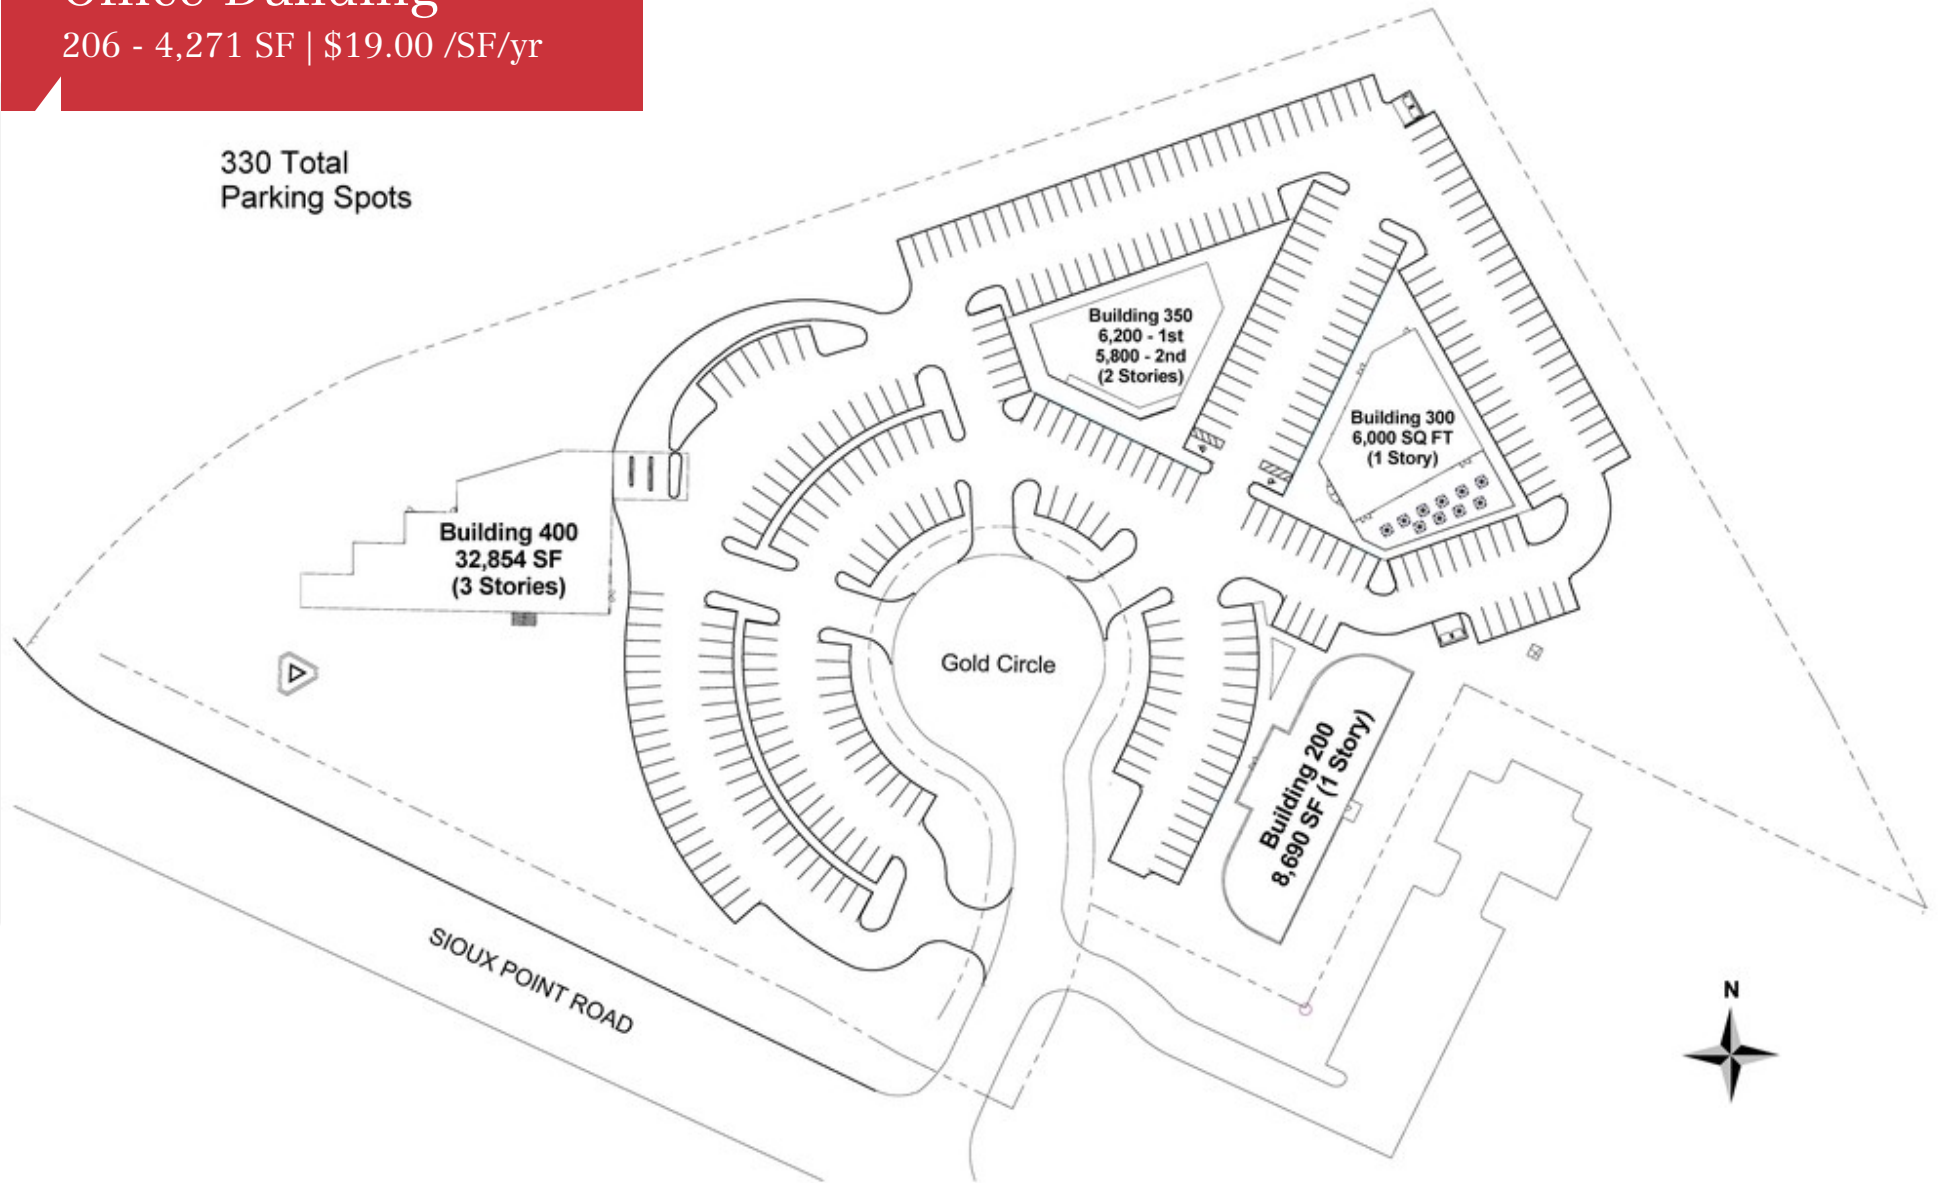 Office Building
206 - 4,271 SF | $19.00 /SF/yr
330 Total
Parking Spots
Building 350
6,200 - 1st
5,800 - 2nd
(2 Stories)
Building 300
6,000 SQ FT
(1 Story)
Building 400
32,854 SF
(3 Stories)
Gold Circle
Building 200
8,690 SF (1 Story)
SIOUX POINT ROAD
N